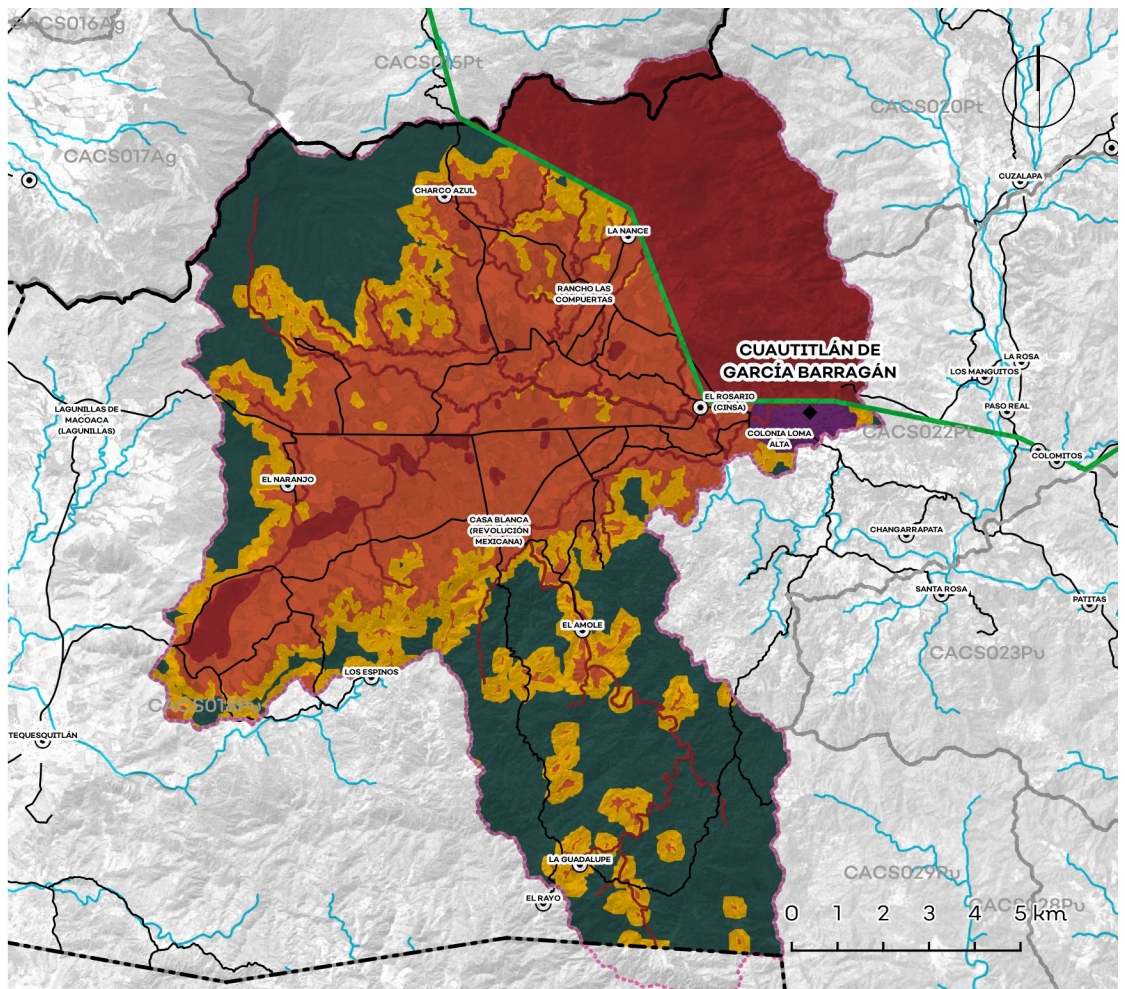 CACS016Ag
CACS015Pt
CACS020Pt
CACS017Ag
CUZALAPA
CHARCO AZUL
LA NANCE
RANCHO LAS
COMPUERTAS
CUAUTITLÁN DE
GARCÍA BARRAGÁN
LA ROSA
LOS MANGUITOS
EL ROSARIO
(CINSA)
PASO REAL
LAGUNILLAS DE
MACOACA
(LAGUNILLAS)
COLONIA LOMA
ALTA
CACS022Pt
COLOMITOS
EL NARANJO
CASA BLANCA
(REVOLUCIÓN
MEXICANA)
CHANGARRAPATA
SANTA ROSA
PATITAS
EL AMOLE
CACS023Pu
LOS ESPINOS
CACS018Pu
TEQUESQUITLÁN
LA GUADALUPE
CACS029Pu
EL RAYO
CACS028Pu
0 1 2 3 4 5 km